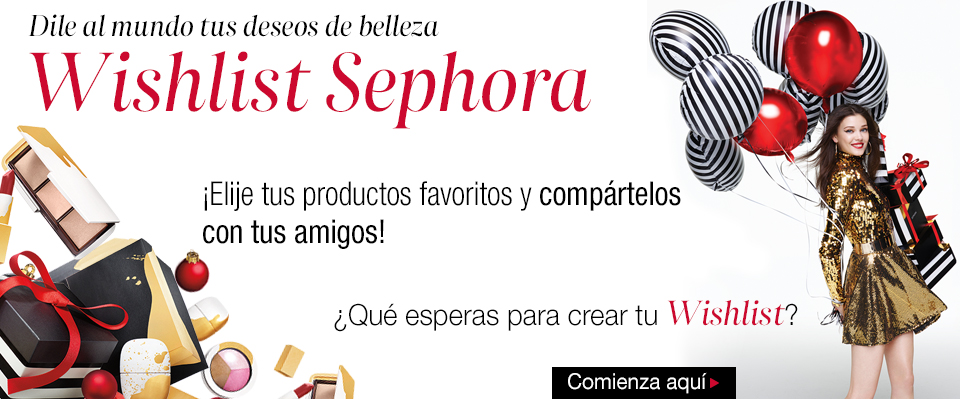 Dile al mundo tus deseos de belleza
Wishlist Sephora
¡Elije tus productos favoritos y compártelos
con tus amigos!
¿Qué esperas para crear tu Wishlist?
Comienza aquí